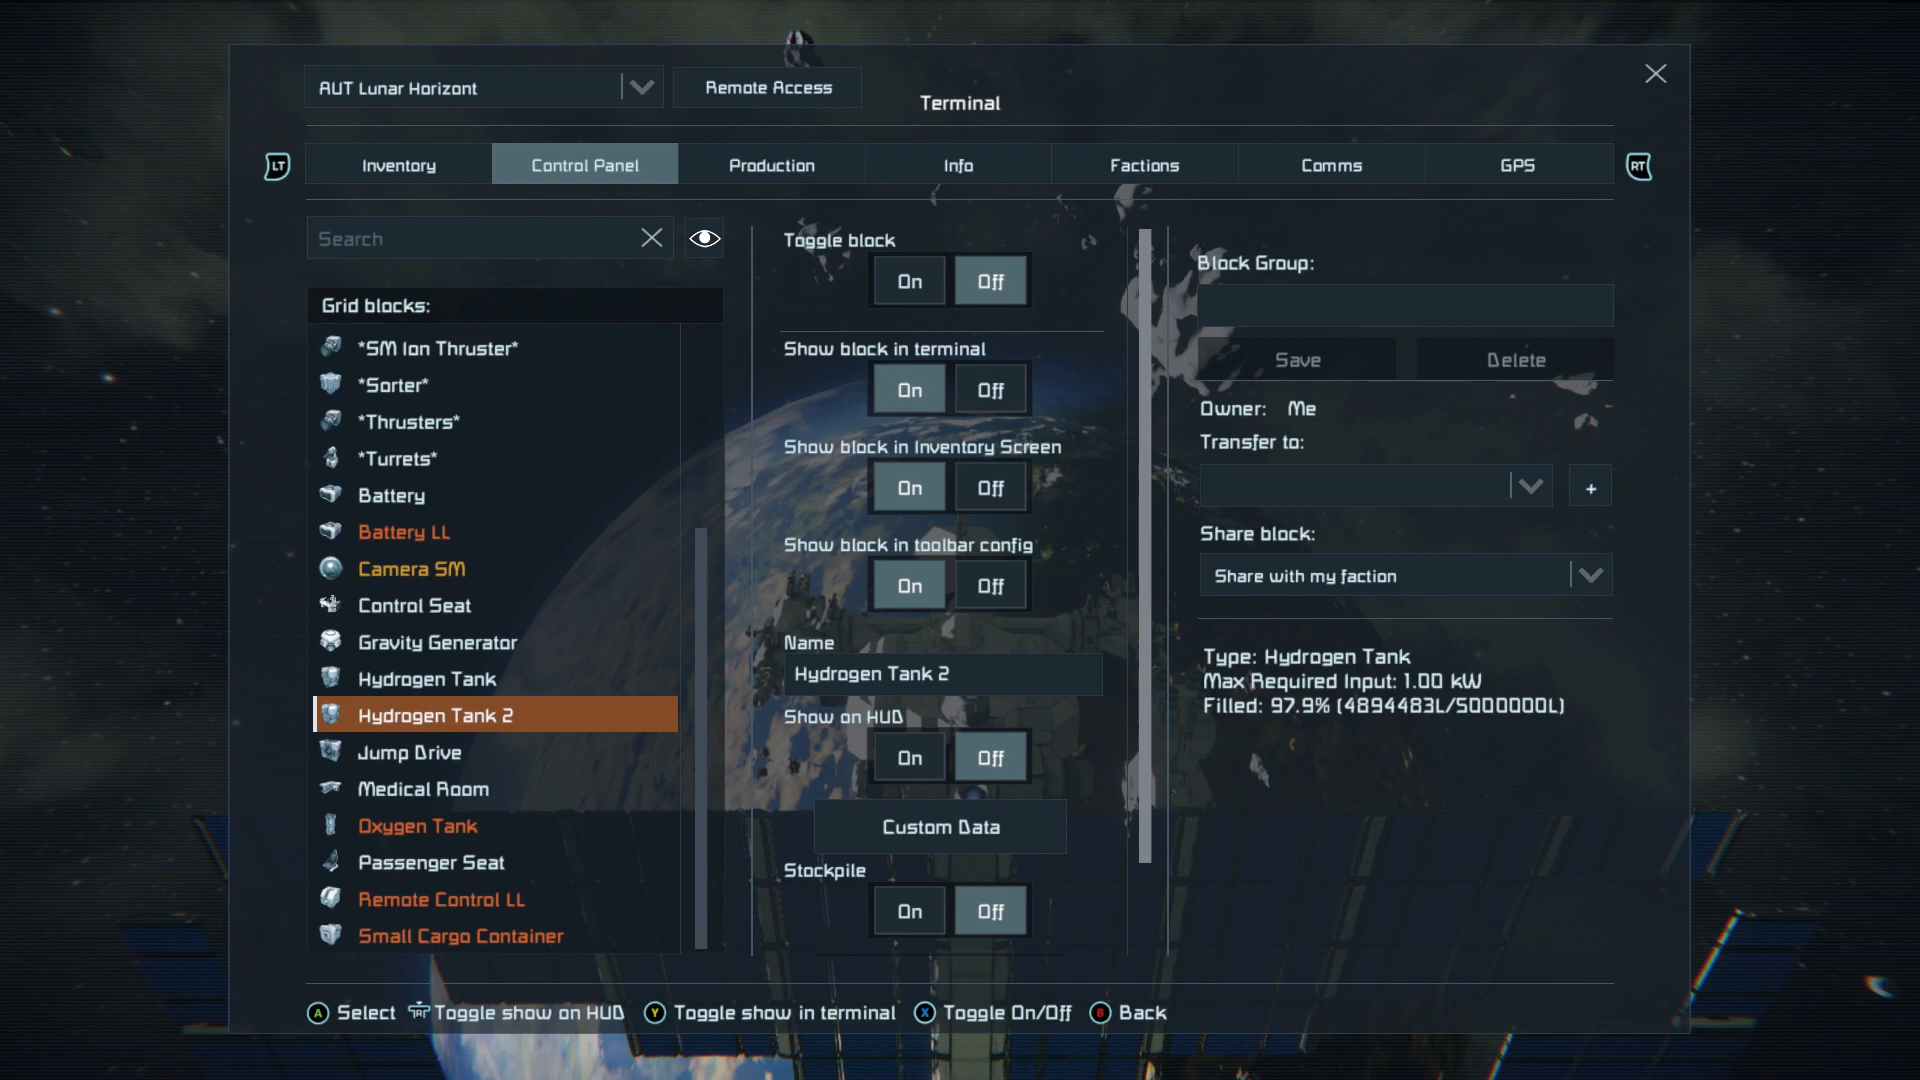 AUT Lunar Horizont
Remote Access
Terminal
LT
Inventory
Control Panel
Production
Info
Factions
Comms
GPS
RT
Search
Grid blocks:
*SM Ion Thruster*
*Sorter*
*Thrusters*
*Turrets*
Battery
Battery LL
Camera SM
Control Seat
Gravity Generator
Hydrogen Tank
Hydrogen Tank 2
Jump Drive
Medical Room
Oxygen Tank
Passenger Seat
Remote Control LL
Small Cargo Container
Toggle block
On Off
Show block in terminal
On Off
Show block in Inventory Screen
On Off
Show block in toolbar config
On Off
Name
Hydrogen Tank 2
Show on HUD
On Off
Custom Data
Stockpile
On Off
Block Group:
Save Delete
Owner: Me
Transfer to:
+
Share block:
Share with my faction
Type: Hydrogen Tank
Max Required Input: 1.00 kW
Filled: 97.9% (4894483L/5000000L)
A Select Toggle show on HUD Y Toggle show in terminal X Toggle On/Off B Back